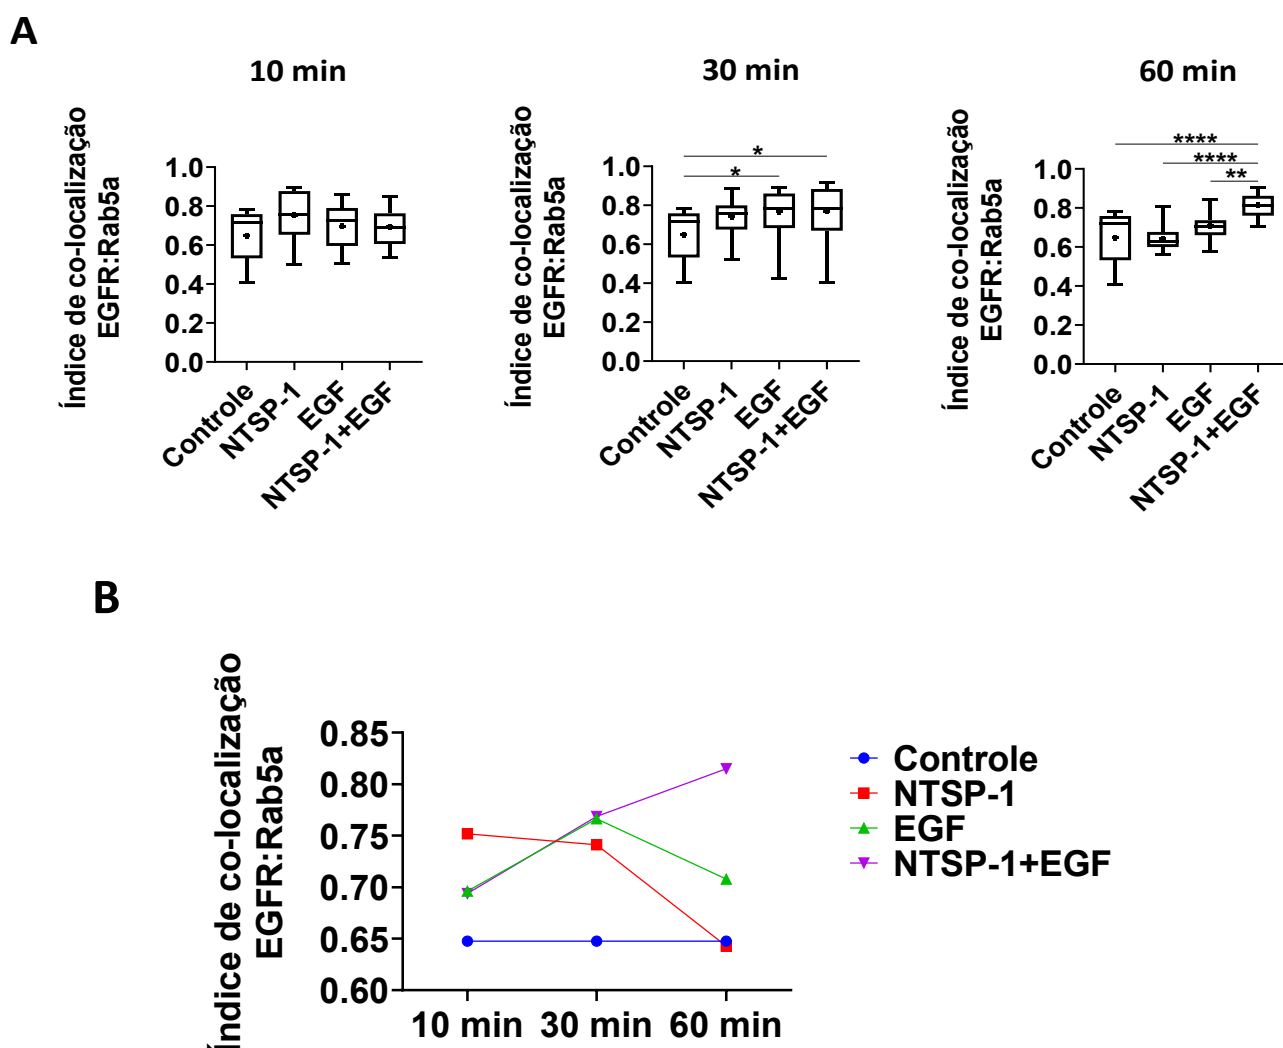 A
10 min
Índice de co-localização
EGFR:Rab5a
1.0
0.8
0.6
0.4
0.2
0.0
Controle
NTSP-1
EGF
NTSP-1+EGF
30 min
Índice de co-localização
EGFR:Rab5a
*
*
1.0
0.8
0.6
0.4
0.2
0.0
Controle
NTSP-1
EGF
NTSP-1+EGF
60 min
Índice de co-localização
EGFR:Rab5a
****
****
**
1.0
0.8
0.6
0.4
0.2
0.0
Controle
NTSP-1
EGF
NTSP-1+EGF
B
Índice de co-localização
EGFR:Rab5a
0.85
0.80
0.75
0.70
0.65
0.60
10 min 30 min 60 min
Controle
NTSP-1
EGF
NTSP-1+EGF